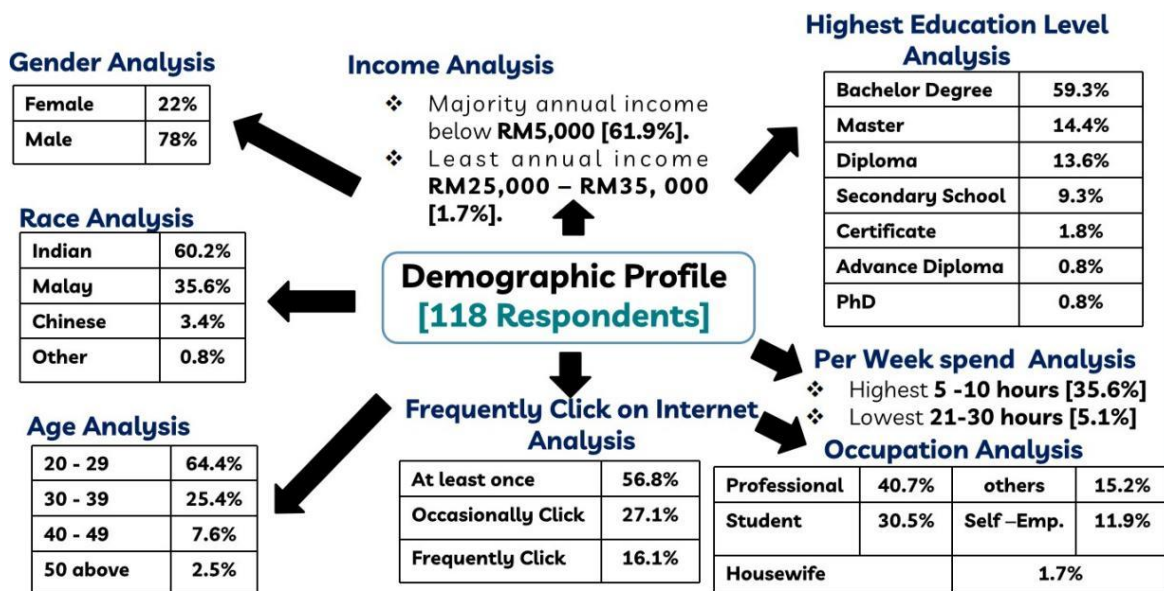 Gender Analysis
Female 22%
Male 78%
Income Analysis
❖ Majority annual income
below RM5,000 [61.9%].
❖ Least annual income
RM25,000 – RM35, 000
[1.7%].
Highest Education Level
Analysis
Bachelor Degree 59.3%
Master 14.4%
Diploma 13.6%
Secondary School 9.3%
Certificate 1.8%
Advance Diploma 0.8%
PhD 0.8%
Race Analysis
Indian 60.2%
Malay 35.6%
Chinese 3.4%
Other 0.8%
Demographic Profile
[118 Respondents]
Per Week spend Analysis
❖ Highest 5 -10 hours [35.6%]
❖ Lowest 21-30 hours [5.1%]
Age Analysis
20 - 29 64.4%
30 - 39 25.4%
40 - 49 7.6%
50 above 2.5%
Frequently Click on Internet
Analysis
At least once 56.8%
Occasionally Click 27.1%
Frequently Click 16.1%
Occupation Analysis
Professional 40.7% others 15.2%
Student 30.5% Self –Emp. 11.9%
Housewife 1.7%